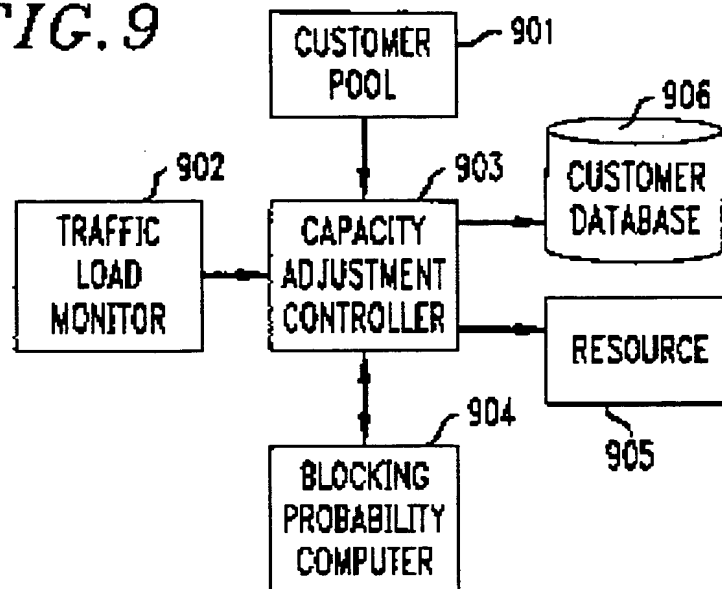 FIG. 9
901
CUSTOMER
POOL
906
902
903
CUSTOMER
DATABASE
TRAFFIC
LOAD
MONITOR
CAPACITY
ADJUSTMENT
CONTROLLER
RESOURCE
904
905
BLOCKING
PROBABILITY
COMPUTER